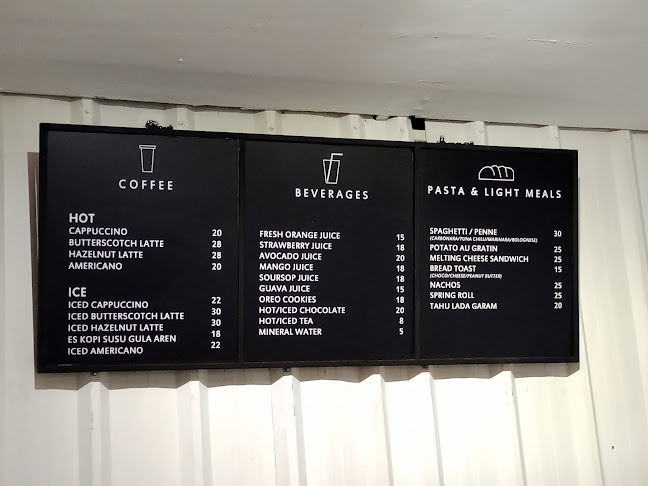 COFFEE
HOT
CAPPUCCINO 20
BUTTERSCOTCH LATTE 28
HAZELNUT LATTE 28
AMERICANO 20
ICE
ICED CAPPUCCINO 22
ICED BUTTERSCOTCH LATTE 30
ICED HAZELNUT LATTE 30
ES KOPI SUSU GULA AREN 18
ICED AMERICANO 22
BEVERAGES
FRESH ORANGE JUICE 15
STRAWBERRY JUICE 18
AVOCADO JUICE 20
MANGO JUICE 18
SOURSOP JUICE 18
GUAVA JUICE 15
OREO COOKIES 18
HOT/ICED CHOCOLATE 20
HOT/ICED TEA 8
MINERAL WATER 5
PASTA & LIGHT MEALS
SPAGHETTI / PENNE 30
(CARBONARA/TUNA CHILLI/MARINARA/BOLOGNESE)
POTATO AU GRATIN 25
MELTING CHEESE SANDWICH 25
BREAD TOAST 15
(CHOCO/CHEESE/PEANUT BUTTER)
NACHOS 25
SPRING ROLL 25
TAHU LADA GARAM 20